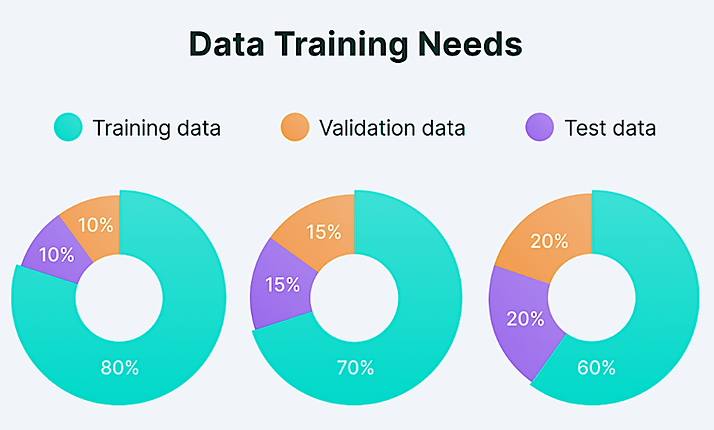 Data Training Needs
Training data
Validation data
Test data
10%
10%
80%
15%
15%
70%
20%
20%
60%